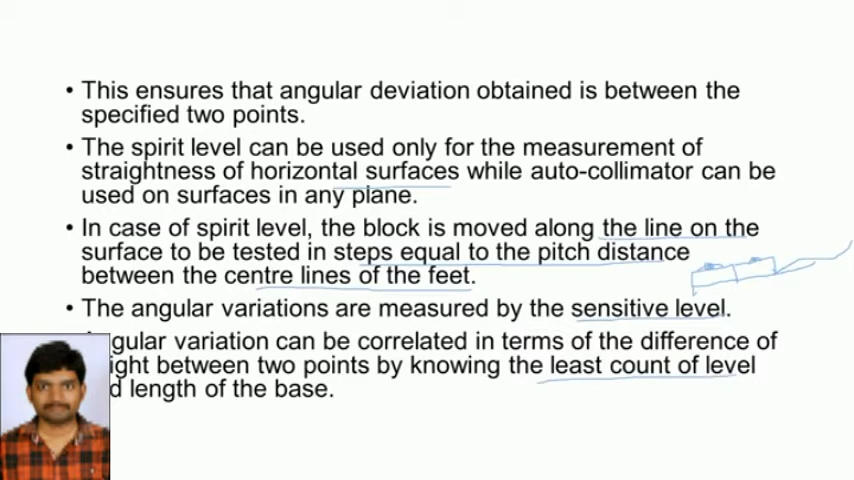 • This ensures that angular deviation obtained is between the
specified two points.
• The spirit level can be used only for the measurement of
straightness of horizontal surfaces while auto-collimator can be
used on surfaces in any plane.
• In case of spirit level, the block is moved along the line on the
surface to be tested in steps equal to the pitch distance
between the centre lines of the feet.
• The angular variations are measured by the sensitive level.
ngular variation can be correlated in terms of the difference of
ight between two points by knowing the least count of level
d length of the base.